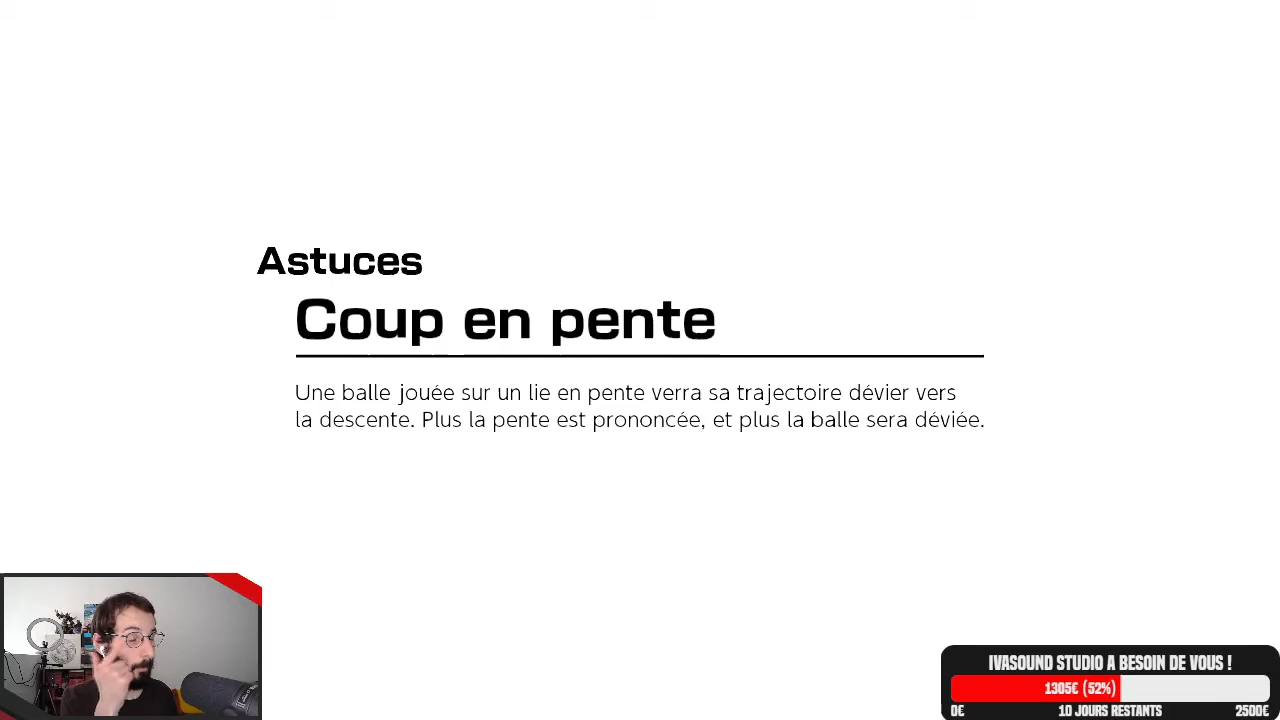 Astuces
Coup en pente
Une balle jouée sur un lie en pente verra sa trajectoire dévier vers
la descente. Plus la pente est prononcée, et plus la balle sera déviée.
IVASOUND STUDIO A BESOIN DE VOUS !
1305€ (52%)
0€ 10 JOURS RESTANTS 2500€